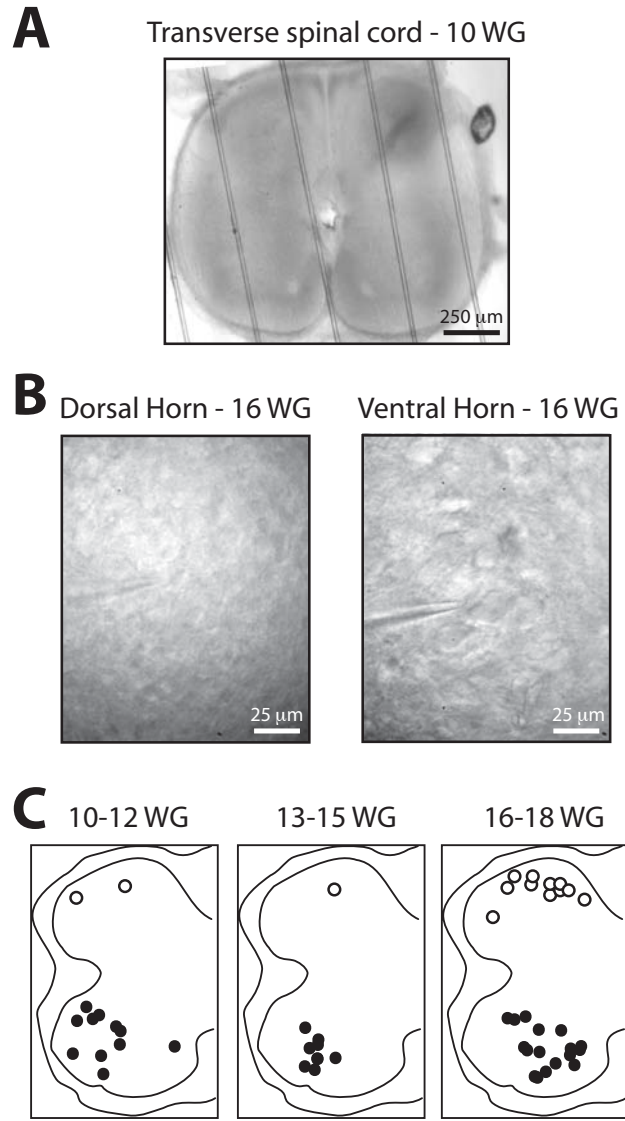 A
Transverse spinal cord - 10 WG
250 µm
B
Dorsal Horn - 16 WG
Ventral Horn - 16 WG
25 µm
25 µm
C
10-12 WG
13-15 WG
16-18 WG